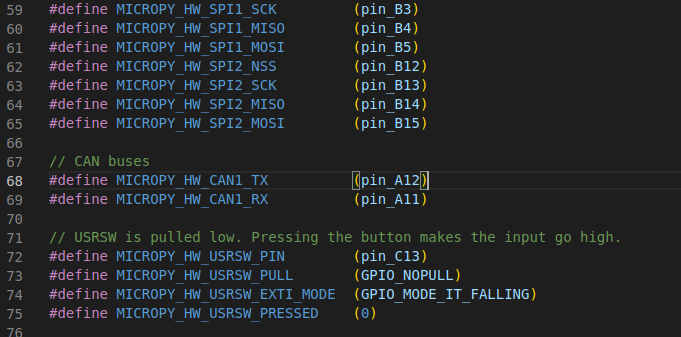 59 #define MICROPY_HW_SPI1_SCK (pin_B3)
60 #define MICROPY_HW_SPI1_MISO (pin_B4)
61 #define MICROPY_HW_SPI1_MOSI (pin_B5)
62 #define MICROPY_HW_SPI2_NSS (pin_B12)
63 #define MICROPY_HW_SPI2_SCK (pin_B13)
64 #define MICROPY_HW_SPI2_MISO (pin_B14)
65 #define MICROPY_HW_SPI2_MOSI (pin_B15)
66
67 // CAN buses
68 #define MICROPY_HW_CAN1_TX (pin_A12)
69 #define MICROPY_HW_CAN1_RX (pin_A11)
70
71 // USRSW is pulled low. Pressing the button makes the input go high.
72 #define MICROPY_HW_USRSW_PIN (pin_C13)
73 #define MICROPY_HW_USRSW_PULL (GPIO_NOPULL)
74 #define MICROPY_HW_USRSW_EXTI_MODE (GPIO_MODE_IT_FALLING)
75 #define MICROPY_HW_USRSW_PRESSED (0)
76